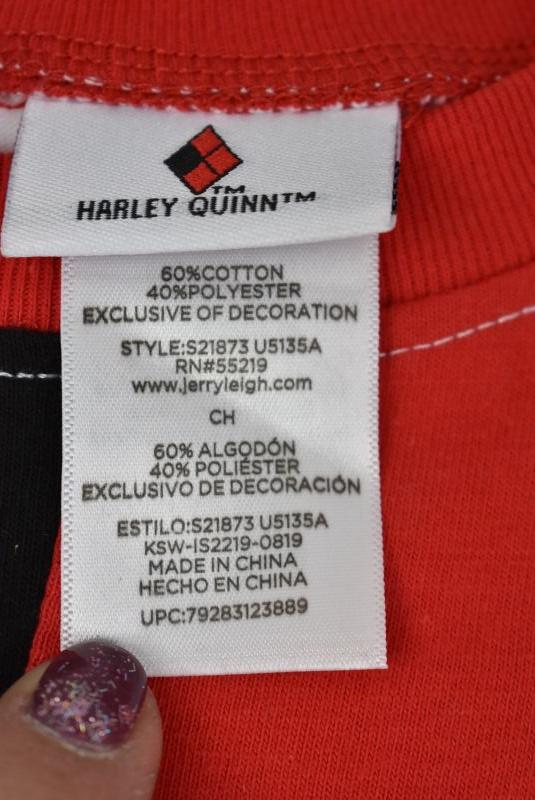 TM
HARLEY QUINN™
60%COTTON
40%POLYESTER
EXCLUSIVE OF DECORATION
STYLE:S21873 U5135A
RN#55219
www.jerryleigh.com
CH
60% ALGODÓN
40% POLIÉSTER
EXCLUSIVO DE DECORACIÓN
ESTILO:S21873 U5135A
KSW-IS2219-0819
MADE IN CHINA
HECHO EN CHINA
UPC:79283123889